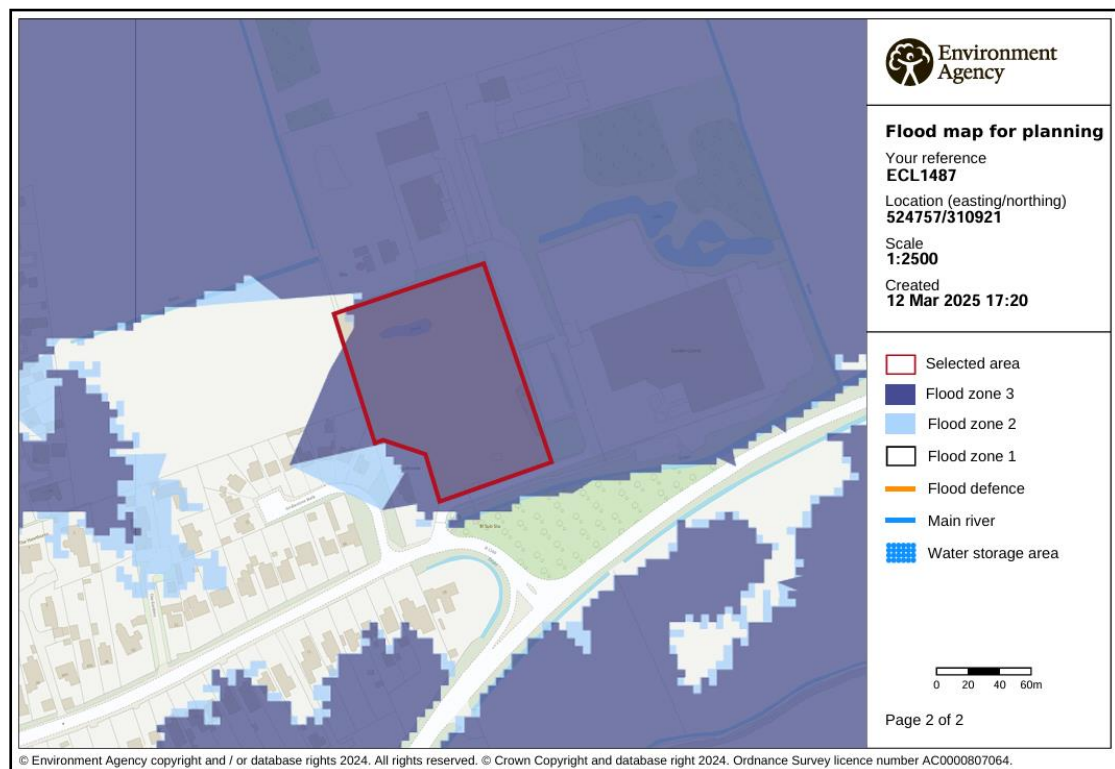 Environment
Agency
Flood map for planning
Your reference
ECL1487
Location (easting/northing)
524757/310921
Scale
1:2500
Created
12 Mar 2025 17:20
Selected area
Flood zone 3
Flood zone 2
Flood zone 1
Flood defence
Main river
Water storage area
0 20 40 60m
Page 2 of 2
© Environment Agency copyright and / or database rights 2024. All rights reserved. © Crown Copyright and database right 2024. Ordnance Survey licence number AC0000807064.